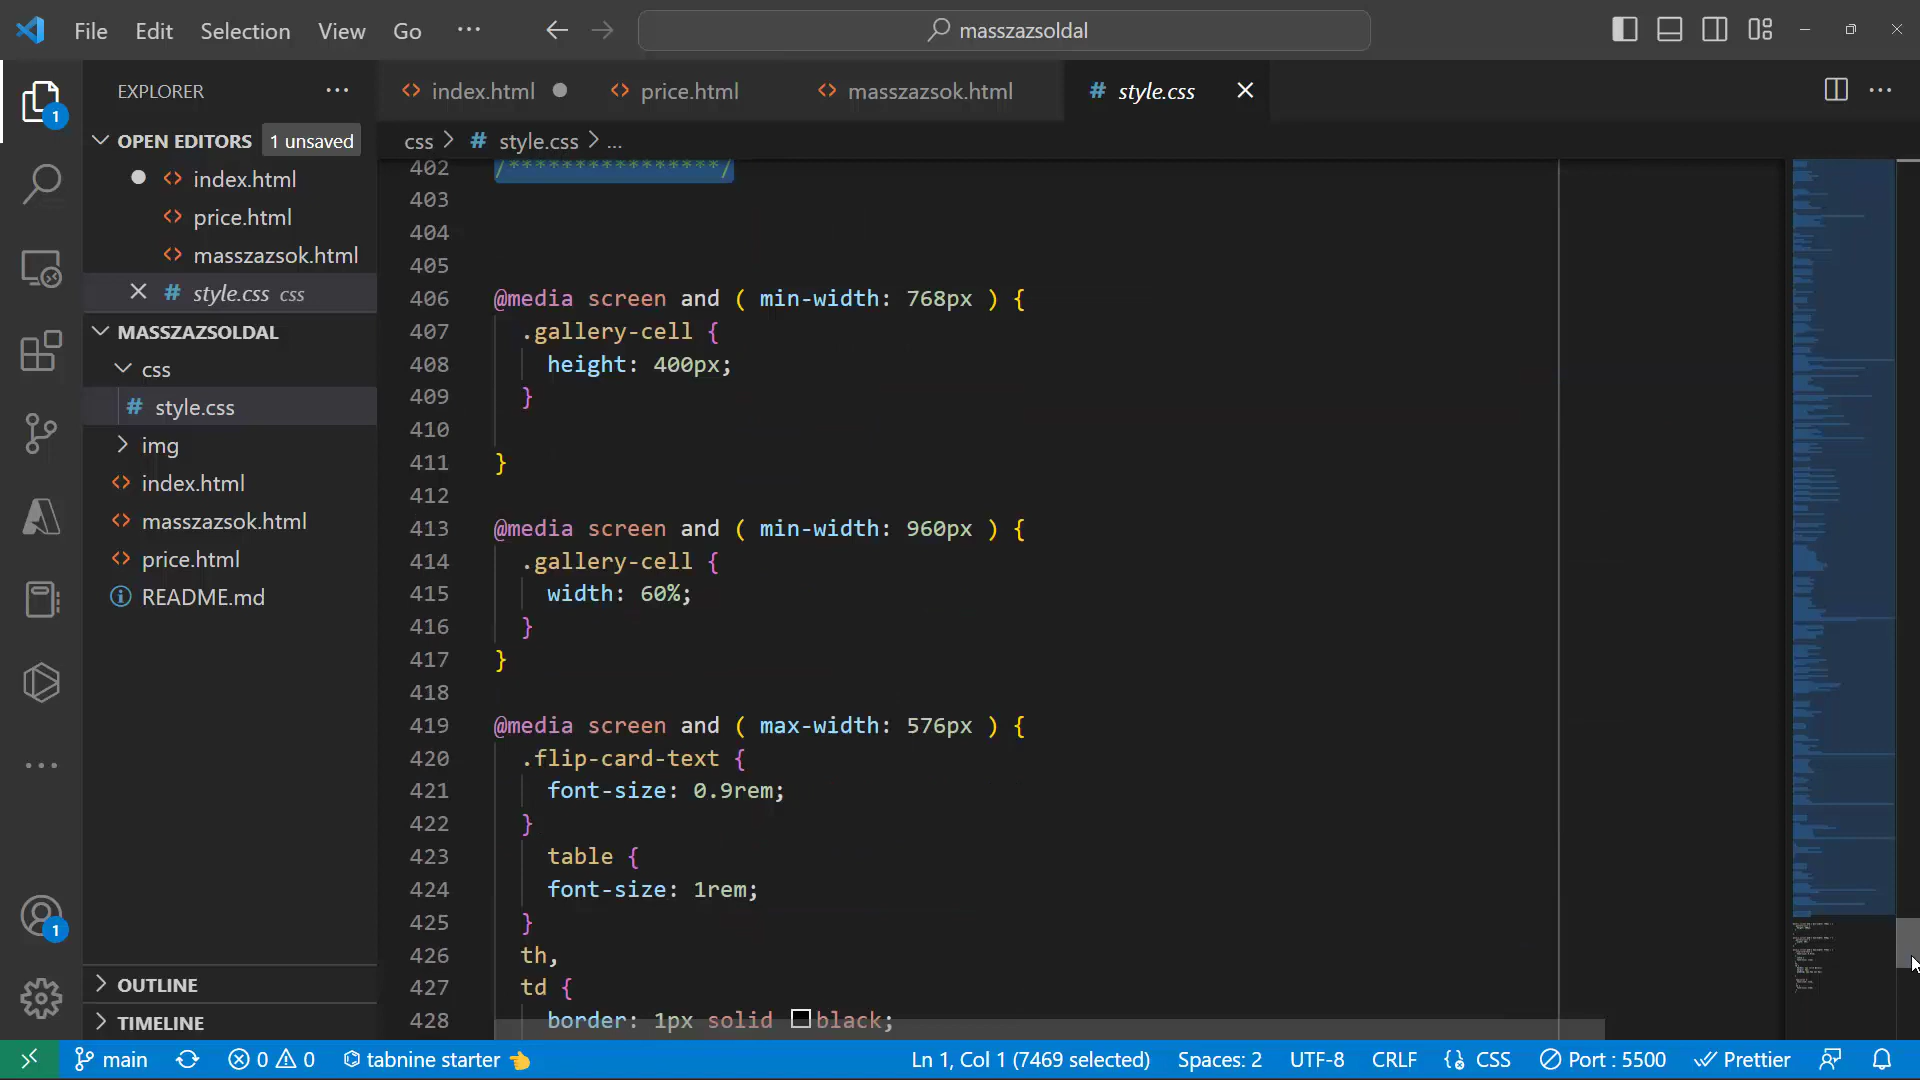 File Edit Selection View Go ··· masszazsoldal
EXPLORER ···
index.html price.html masszazsok.html # style.css
OPEN EDITORS 1 unsaved
css > # style.css > ...
index.html
price.html
masszazsok.html
# style.css css
MASSZAZSOLDAL
css
# style.css
img
index.html
masszazsok.html
price.html
README.md
OUTLINE
TIMELINE
402 /****************/
403
404
405
406 @media screen and ( min-width: 768px ) {
407 .gallery-cell {
408 height: 400px;
409 }
410
411 }
412
413 @media screen and ( min-width: 960px ) {
414 .gallery-cell {
415 width: 60%;
416 }
417 }
418
419 @media screen and ( max-width: 576px ) {
420 .flip-card-text {
421 font-size: 0.9rem;
422 }
423 table {
424 font-size: 1rem;
425 }
426 th,
427 td {
428 border: 1px solid black;
1
1
main 0 0 tabnine starter 👈 Ln 1, Col 1 (7469 selected) Spaces: 2 UTF-8 CRLF {} CSS Port : 5500 Prettier